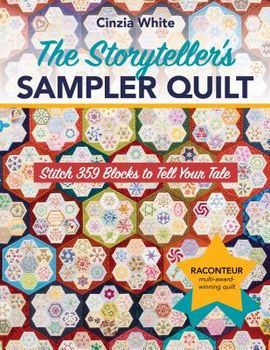 Cinzia White
The Storyteller's
SAMPLER QUILT
Stitch 359 Blocks to Tell Your Tale
RACONTEUR
multi-award-
winning quilt